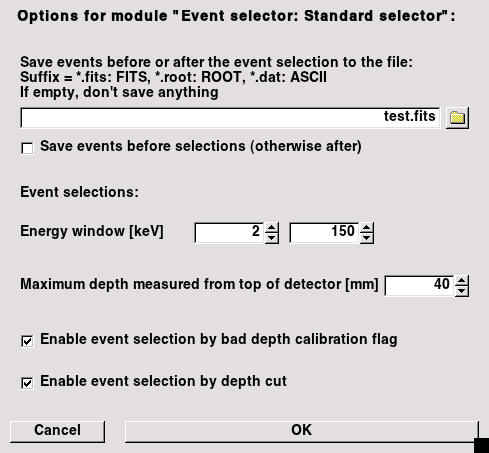 Options for module "Event selector: Standard selector":
Save events before or after the event selection to the file:
Suffix = *.fits: FITS, *.root: ROOT, *.dat: ASCII
If empty, don't save anything
test.fits
Save events before selections (otherwise after)
Event selections:
Energy window [keV] 2 150
Maximum depth measured from top of detector [mm] 40
Enable event selection by bad depth calibration flag
Enable event selection by depth cut
Cancel OK